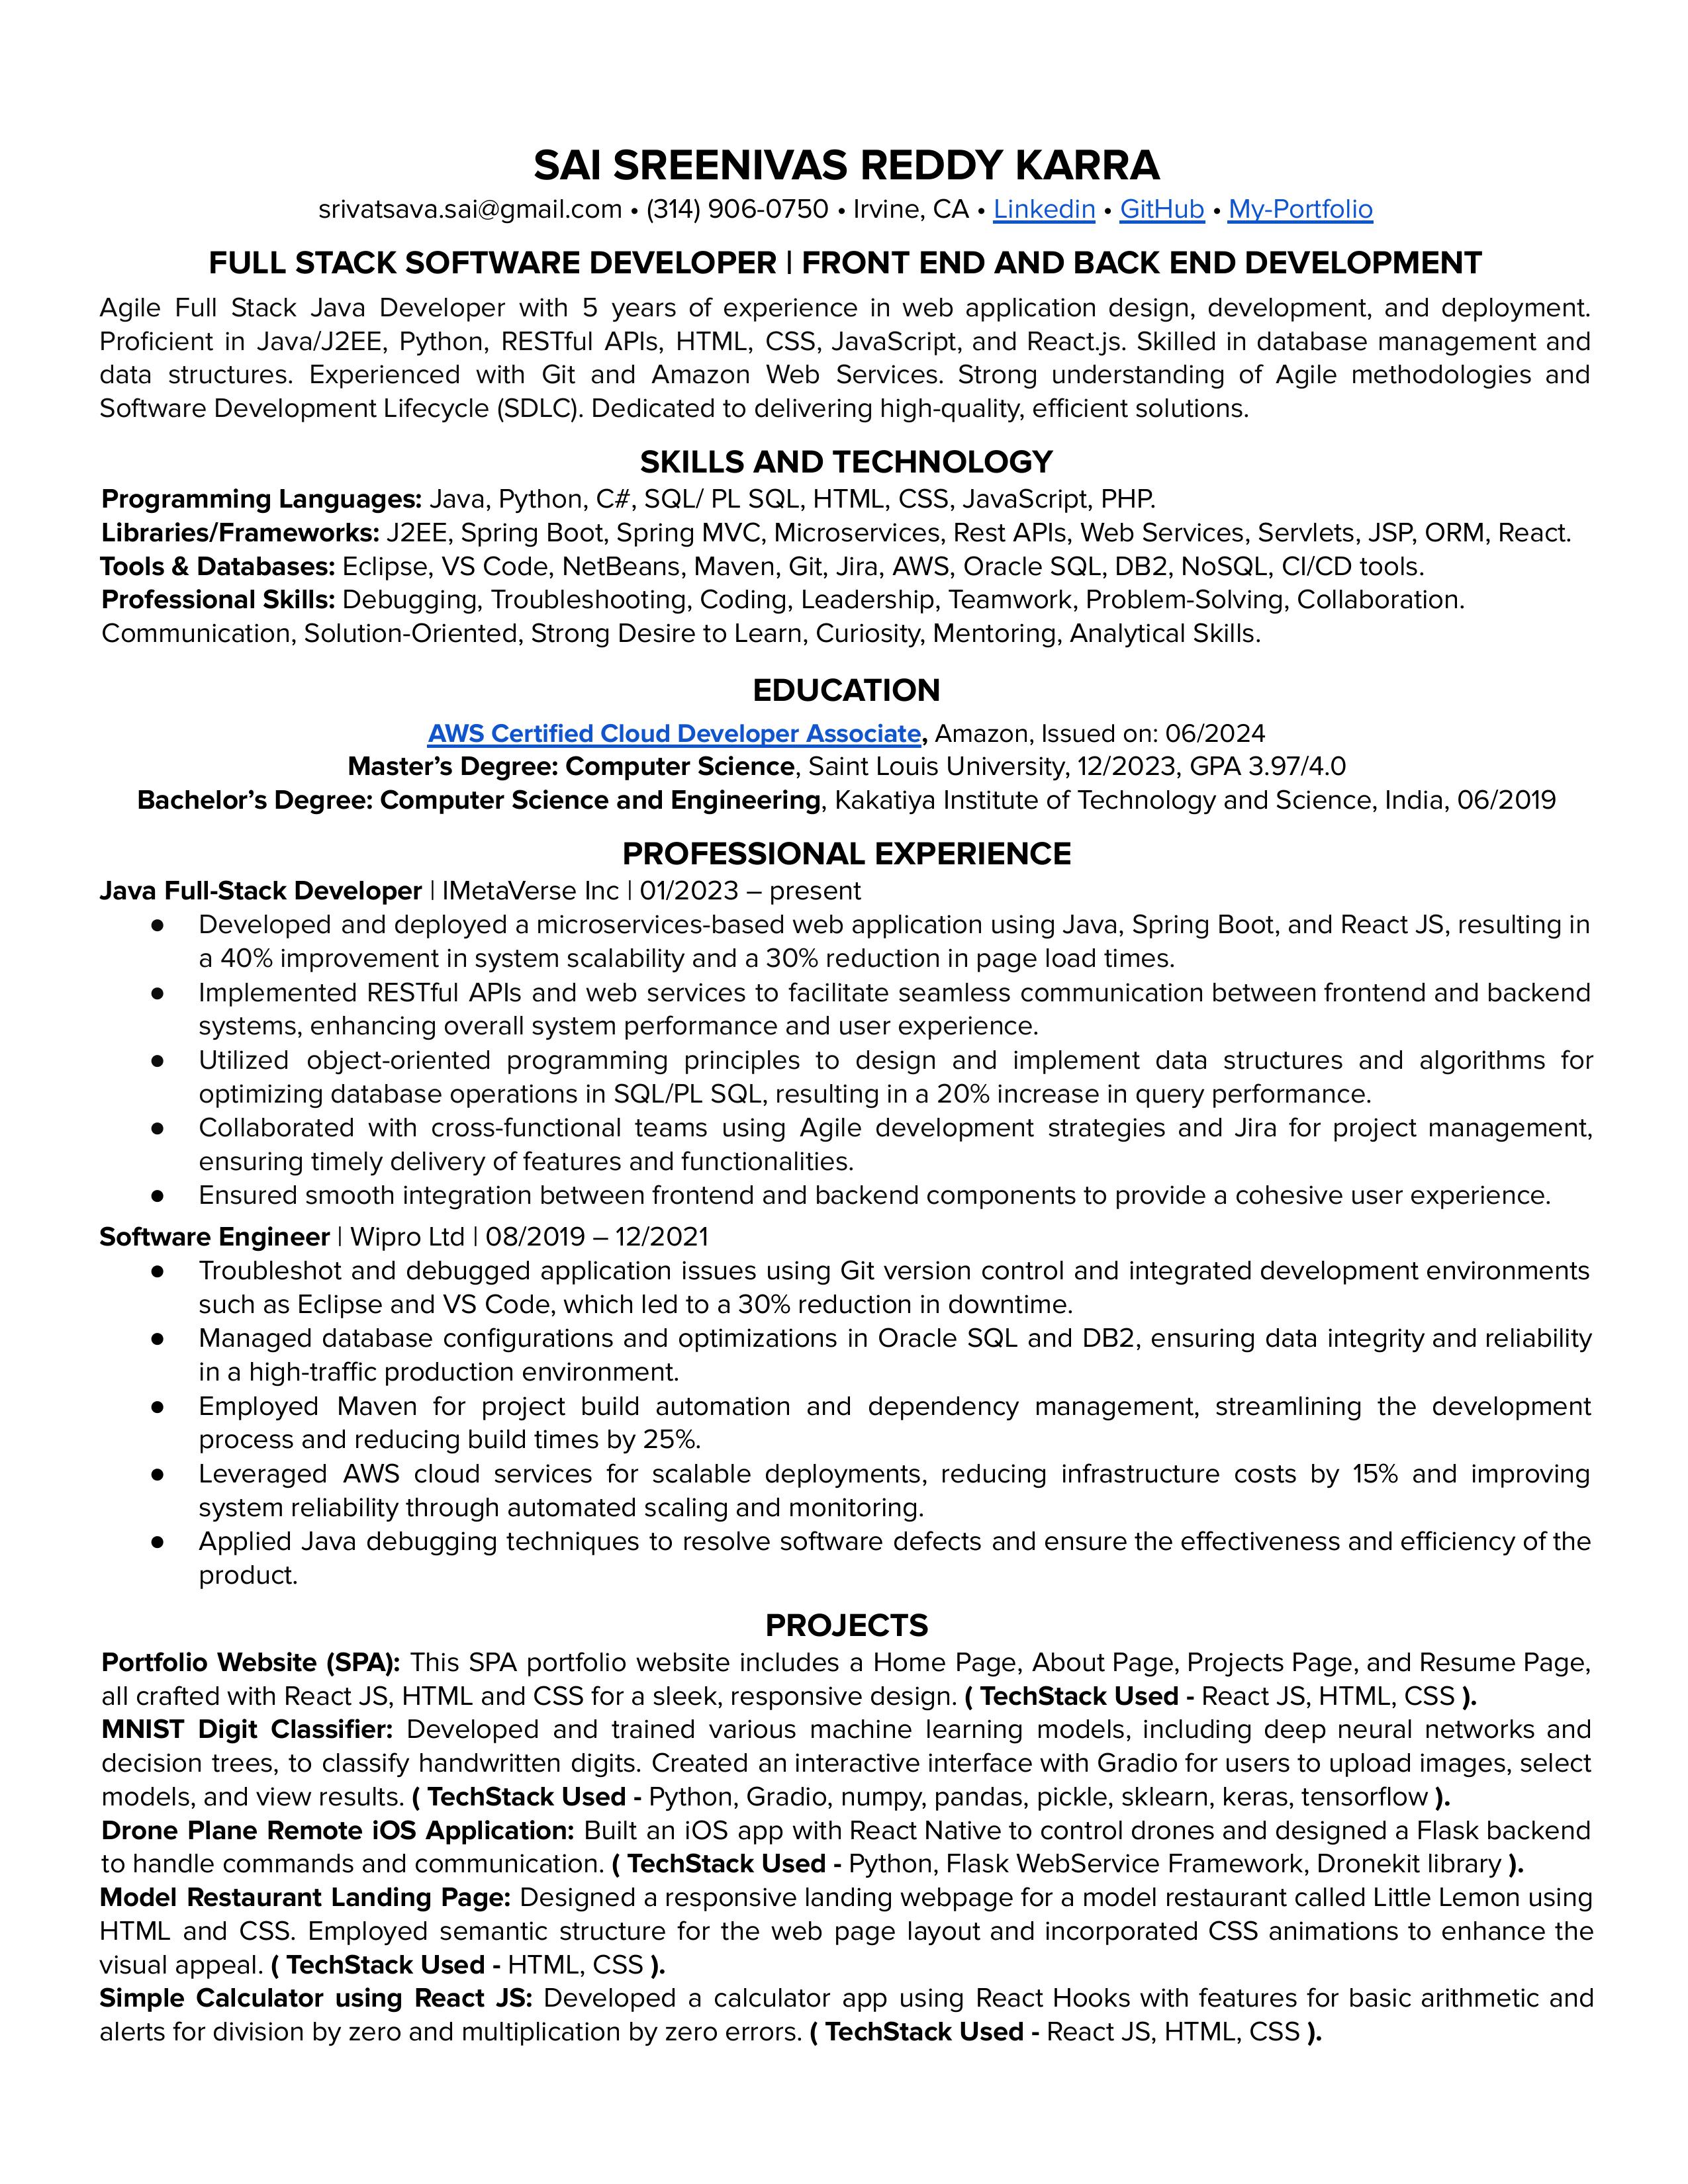 SAI SREENIVAS REDDY KARRA
srivatsava.sai@gmail.com • (314) 906-0750 • Irvine, CA • Linkedin • GitHub • My-Portfolio
FULL STACK SOFTWARE DEVELOPER | FRONT END AND BACK END DEVELOPMENT
Agile Full Stack Java Developer with 5 years of experience in web application design, development, and deployment.
Proficient in Java/J2EE, Python, RESTful APIs, HTML, CSS, JavaScript, and React.js. Skilled in database management and
data structures. Experienced with Git and Amazon Web Services. Strong understanding of Agile methodologies and
Software Development Lifecycle (SDLC). Dedicated to delivering high-quality, efficient solutions.
SKILLS AND TECHNOLOGY
Programming Languages: Java, Python, C#, SQL/ PL SQL, HTML, CSS, JavaScript, PHP.
Libraries/Frameworks: J2EE, Spring Boot, Spring MVC, Microservices, Rest APIs, Web Services, Servlets, JSP, ORM, React.
Tools & Databases: Eclipse, VS Code, NetBeans, Maven, Git, Jira, AWS, Oracle SQL, DB2, NoSQL, CI/CD tools.
Professional Skills: Debugging, Troubleshooting, Coding, Leadership, Teamwork, Problem-Solving, Collaboration.
Communication, Solution-Oriented, Strong Desire to Learn, Curiosity, Mentoring, Analytical Skills.
EDUCATION
AWS Certified Cloud Developer Associate, Amazon, Issued on: 06/2024
Master's Degree: Computer Science, Saint Louis University, 12/2023, GPA 3.97/4.0
Bachelor's Degree: Computer Science and Engineering, Kakatiya Institute of Technology and Science, India, 06/2019
PROFESSIONAL EXPERIENCE
Java Full-Stack Developer | IMetaVerse Inc | 01/2023 – present
● Developed and deployed a microservices-based web application using Java, Spring Boot, and React JS, resulting in
a 40% improvement in system scalability and a 30% reduction in page load times.
● Implemented RESTful APIs and web services to facilitate seamless communication between frontend and backend
systems, enhancing overall system performance and user experience.
● Utilized object-oriented programming principles to design and implement data structures and algorithms for
optimizing database operations in SQL/PL SQL, resulting in a 20% increase in query performance.
● Collaborated with cross-functional teams using Agile development strategies and Jira for project management,
ensuring timely delivery of features and functionalities.
● Ensured smooth integration between frontend and backend components to provide a cohesive user experience.
Software Engineer | Wipro Ltd | 08/2019 – 12/2021
● Troubleshot and debugged application issues using Git version control and integrated development environments
such as Eclipse and VS Code, which led to a 30% reduction in downtime.
● Managed database configurations and optimizations in Oracle SQL and DB2, ensuring data integrity and reliability
in a high-traffic production environment.
● Employed Maven for project build automation and dependency management, streamlining the development
process and reducing build times by 25%.
● Leveraged AWS cloud services for scalable deployments, reducing infrastructure costs by 15% and improving
system reliability through automated scaling and monitoring.
● Applied Java debugging techniques to resolve software defects and ensure the effectiveness and efficiency of the
product.
PROJECTS
Portfolio Website (SPA): This SPA portfolio website includes a Home Page, About Page, Projects Page, and Resume Page,
all crafted with React JS, HTML and CSS for a sleek, responsive design. ( TechStack Used - React JS, HTML, CSS ).
MNIST Digit Classifier: Developed and trained various machine learning models, including deep neural networks and
decision trees, to classify handwritten digits. Created an interactive interface with Gradio for users to upload images, select
models, and view results. ( TechStack Used - Python, Gradio, numpy, pandas, pickle, sklearn, keras, tensorflow ).
Drone Plane Remote iOS Application: Built an iOS app with React Native to control drones and designed a Flask backend
to handle commands and communication. ( TechStack Used - Python, Flask WebService Framework, Dronekit library ).
Model Restaurant Landing Page: Designed a responsive landing webpage for a model restaurant called Little Lemon using
HTML and CSS. Employed semantic structure for the web page layout and incorporated CSS animations to enhance the
visual appeal. ( TechStack Used - HTML, CSS ).
Simple Calculator using React JS: Developed a calculator app using React Hooks with features for basic arithmetic and
alerts for division by zero and multiplication by zero errors. ( TechStack Used - React JS, HTML, CSS ).